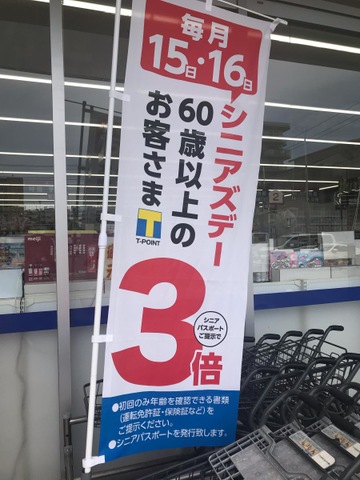 毎月
15日・16日
シニアズデー
60歳以上の
お客さま
T
T-POINT
3倍
シニア
パスポート
ご提示で
●初回のみ年齢を確認できる書類
(運転免許証・保険証など)を
ご提示ください。
●シニアパスポートを発行致します。
meiji
2